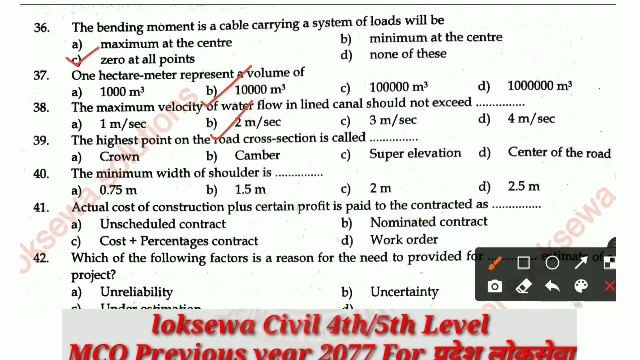 36. The bending moment is a cable carrying a system of loads will be
a) maximum at the centre b) minimum at the centre
c) zero at all points d) none of these
37. One hectare-meter represent a volume of
a) 1000 m³ b) 10000 m³ c) 100000 m³ d) 1000000 m³
38. The maximum velocity of water flow in lined canal should not exceed ..............
a) 1 m/sec b) 2 m/sec c) 3 m/sec d) 4 m/sec
39. The highest point on the road cross-section is called ..............
a) Crown b) Camber c) Super elevation d) Center of the road
40. The minimum width of shoulder is ..............
a) 0.75 m b) 1.5 m c) 2 m d) 2.5 m
41. Actual cost of construction plus certain profit is paid to the contracted as ..............
a) Unscheduled contract b) Nominated contract
c) Cost + Percentages contract d) Work order
42. Which of the following factors is a reason for the need to provided for .............. estimate of a
project?
a) Unreliability b) Uncertainty
c) Under estimation d)
loksewa Civil 4th/5th Level
MCQ Previous year 2077 For प्रदेश लोकसेवा